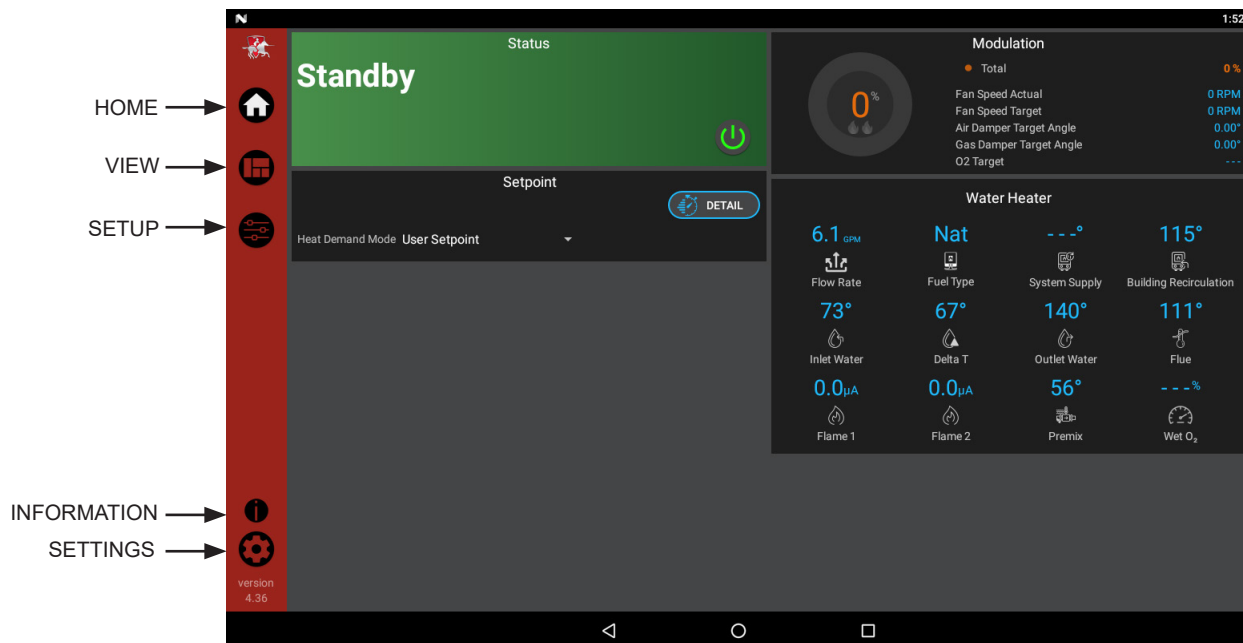 HOME
VIEW
SETUP
INFORMATION
SETTINGS
1:52
version
4.36
Status
Standby
Setpoint
DETAIL
Heat Demand Mode User Setpoint
Modulation
0%
Total 0 %
Fan Speed Actual 0 RPM
Fan Speed Target 0 RPM
Air Damper Target Angle 0.00°
Gas Damper Target Angle 0.00°
O2 Target ---
Water Heater
6.1 GPM Nat ---° 115°
Flow Rate Fuel Type System Supply Building Recirculation
73° 67° 140° 111°
Inlet Water Delta T Outlet Water Flue
0.0µA 0.0µA 56° ---%
Flame 1 Flame 2 Premix Wet O₂